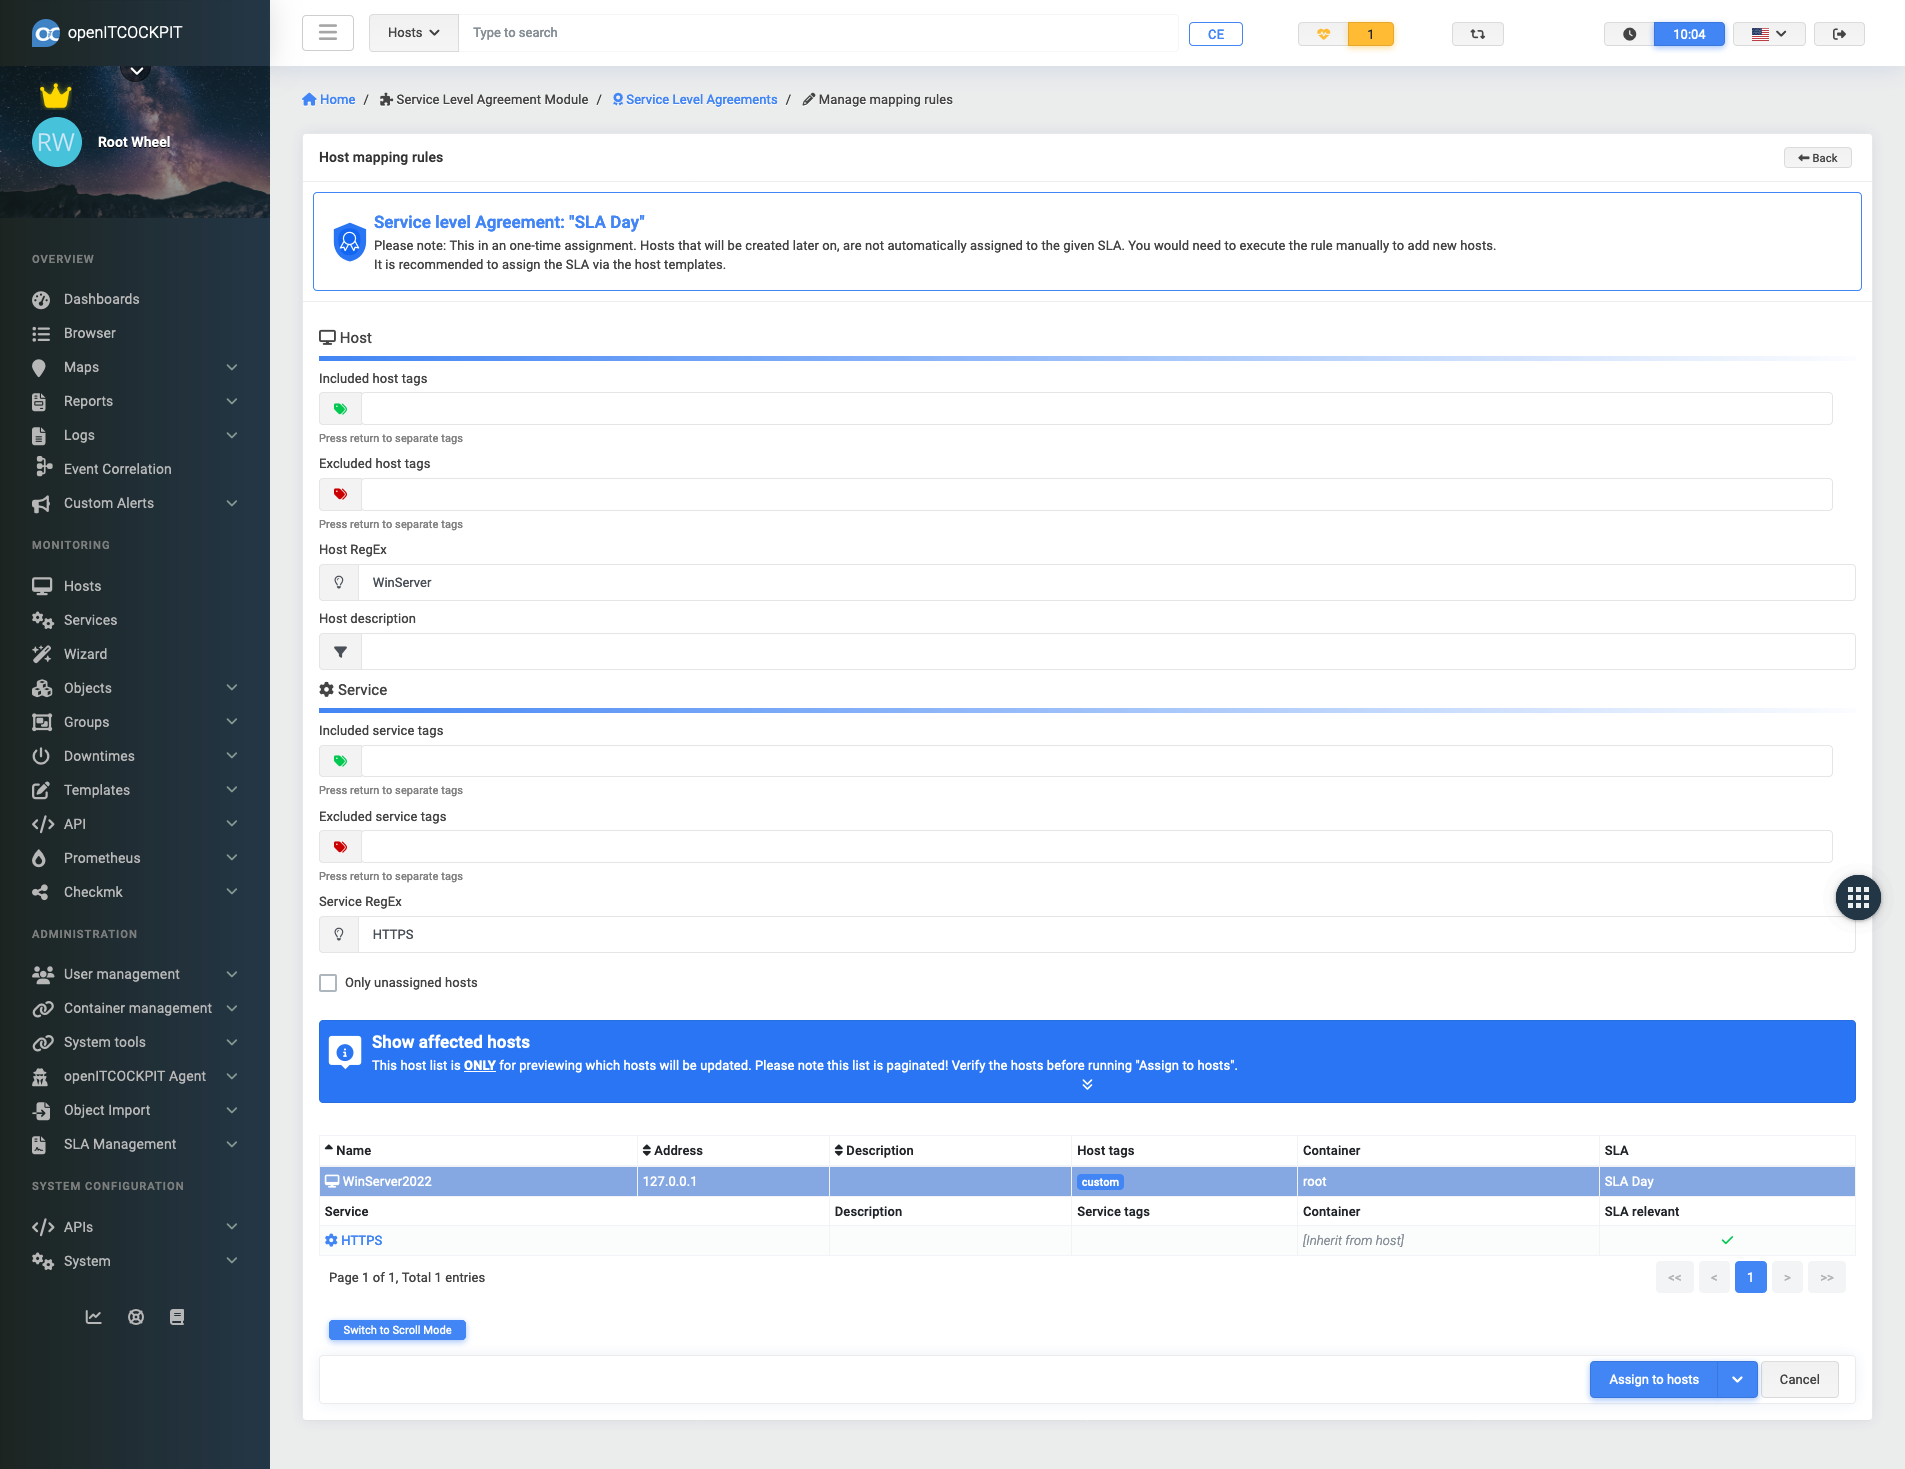 openITCOCKPIT
Hosts
Type to search
CE
1
10:04
RW
Root Wheel
OVERVIEW
Dashboards
Browser
Maps
Reports
Logs
Event Correlation
Custom Alerts
MONITORING
Hosts
Services
Wizard
Objects
Groups
Downtimes
Templates
API
Prometheus
Checkmk
ADMINISTRATION
User management
Container management
System tools
openITCOCKPIT Agent
Object Import
SLA Management
SYSTEM CONFIGURATION
APIs
System
Home / Service Level Agreement Module / Service Level Agreements / Manage mapping rules
Host mapping rules
Back
Service level Agreement: "SLA Day"
Please note: This in an one-time assignment. Hosts that will be created later on, are not automatically assigned to the given SLA. You would need to execute the rule manually to add new hosts.
It is recommended to assign the SLA via the host templates.
Host
Included host tags
Press return to separate tags
Excluded host tags
Press return to separate tags
Host RegEx
WinServer
Host description
Service
Included service tags
Press return to separate tags
Excluded service tags
Press return to separate tags
Service RegEx
HTTPS
Only unassigned hosts
Show affected hosts
This host list is ONLY for previewing which hosts will be updated. Please note this list is paginated! Verify the hosts before running "Assign to hosts".
Name Address Description Host tags Container SLA
WinServer2022 127.0.0.1 custom root SLA Day
Service Description Service tags Container SLA relevant
HTTPS [Inherit from host]
Page 1 of 1, Total 1 entries
<< < 1 > >>
Switch to Scroll Mode
Assign to hosts
Cancel